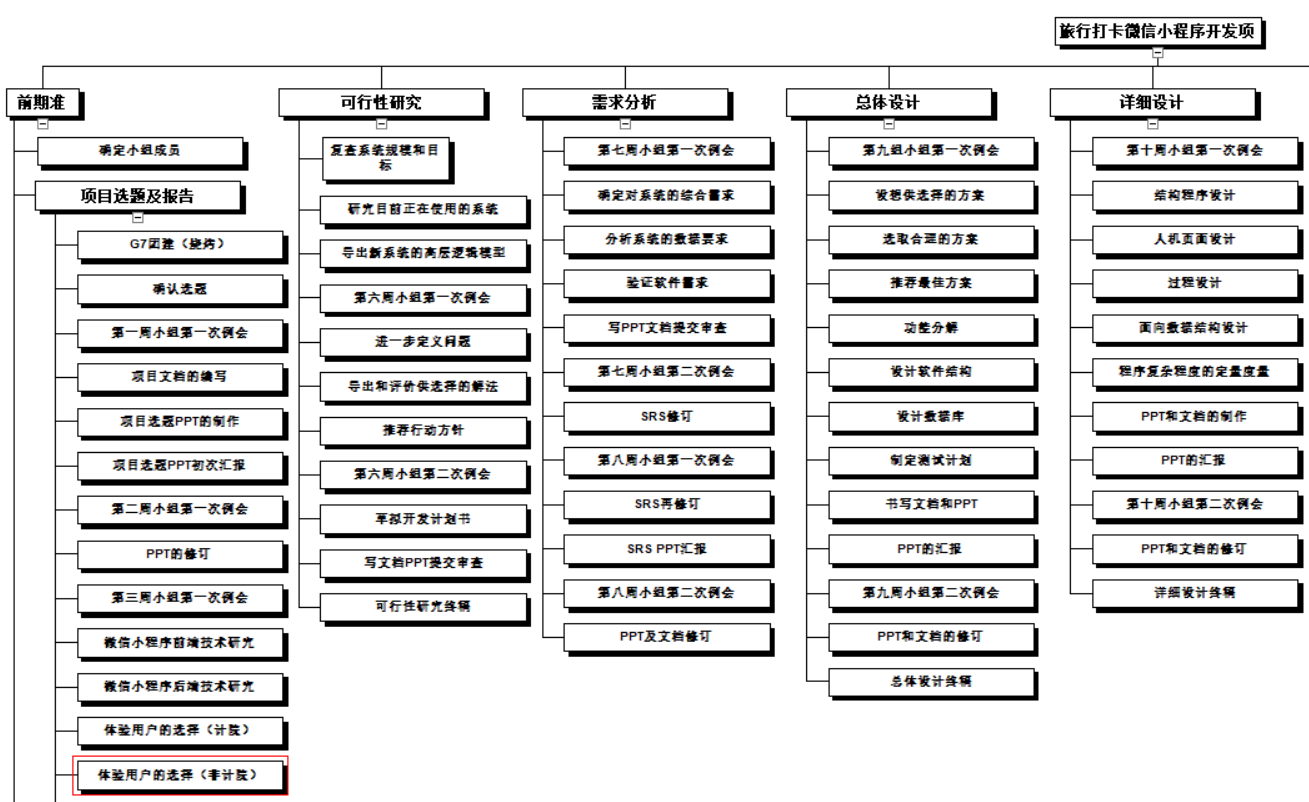 旅行打卡微信小程序开发项
前期准
确定小组成员
项目选题及报告
G7团建（烧烤）
确认选题
第一周小组第一次例会
项目文档的编写
项目选题PPT的制作
项目选题PPT初次汇报
第二周小组第一次例会
PPT的修订
第三周小组第一次例会
微信小程序前端技术研究
微信小程序后端技术研究
体验用户的选择（计院）
体验用户的选择（非计院）
可行性研究
复查系统规模和目
标
研究目前正在使用的系统
导出新系统的高层逻辑模型
第六周小组第一次例会
进一步定义问题
导出和评价供选择的解法
推荐行动方针
第六周小组第二次例会
草拟开发计划书
写文档PPT提交审查
可行性研究终稿
需求分析
第七周小组第一次例会
确定对系统的综合需求
分析系统的数据要求
验证软件需求
写PPT文档提交审查
第七周小组第二次例会
SRS修订
第八周小组第一次例会
SRS再修订
SRS PPT汇报
第八周小组第二次例会
PPT及文档修订
总体设计
第九组小组第一次例会
设想供选择的方案
选取合理的方案
推荐最佳方案
功能分解
设计软件结构
设计数据库
制定测试计划
书写文档和PPT
PPT的汇报
第九周小组第二次例会
PPT和文档的修订
总体设计终稿
详细设计
第十周小组第一次例会
结构程序设计
人机页面设计
过程设计
面向数据结构设计
程序复杂程度的定量度量
PPT和文档的制作
PPT的汇报
第十周小组第二次例会
PPT和文档的修订
详细设计终稿